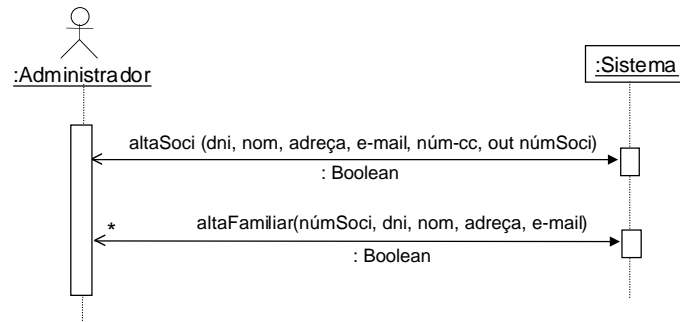 :Administrador
:Sistema
altaSoci (dni, nom, adreça, e-mail, núm-cc, out númSoci)
: Boolean
*
altaFamiliar(númSoci, dni, nom, adreça, e-mail)
: Boolean